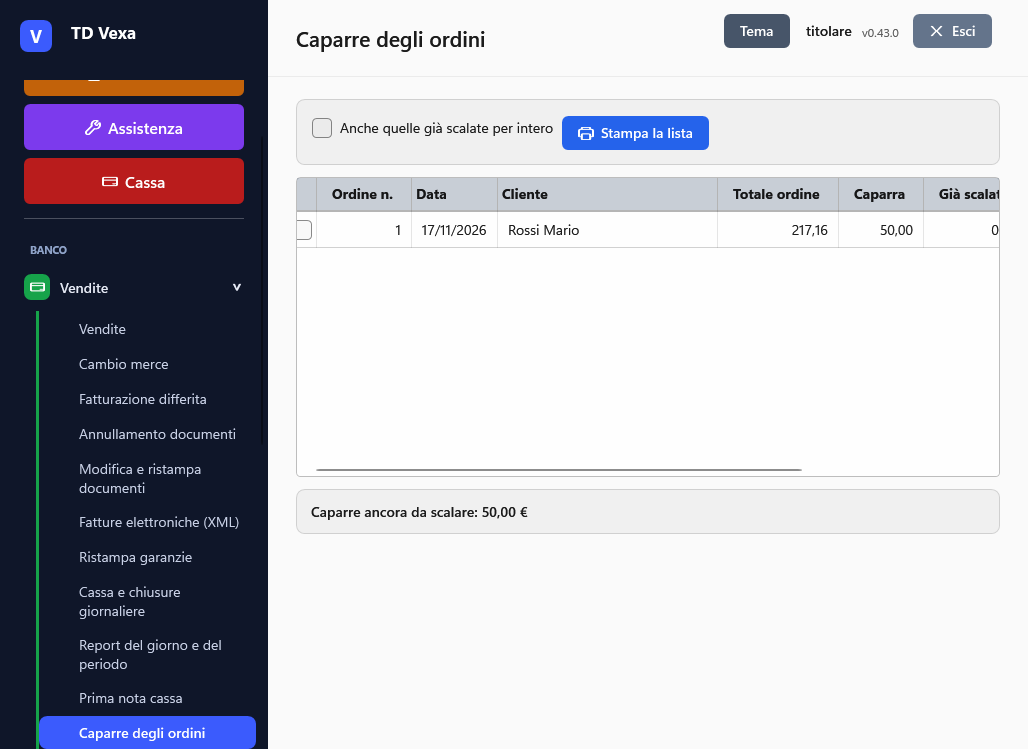 V
TD Vexa
Assistenza
Cassa
BANCO
Vendite
Vendite
Cambio merce
Fatturazione differita
Annullamento documenti
Modifica e ristampa
documenti
Fatture elettroniche (XML)
Ristampa garanzie
Cassa e chiusure
giornaliere
Report del giorno e del
periodo
Prima nota cassa
Caparre degli ordini
Caparre degli ordini
Tema
titolare
v0.43.0
Esci
Anche quelle già scalate per intero
Stampa la lista
Ordine n. Data Cliente Totale ordine Caparra Già scalat
1 17/11/2026 Rossi Mario 217,16 50,00 0
Caparre ancora da scalare: 50,00 €